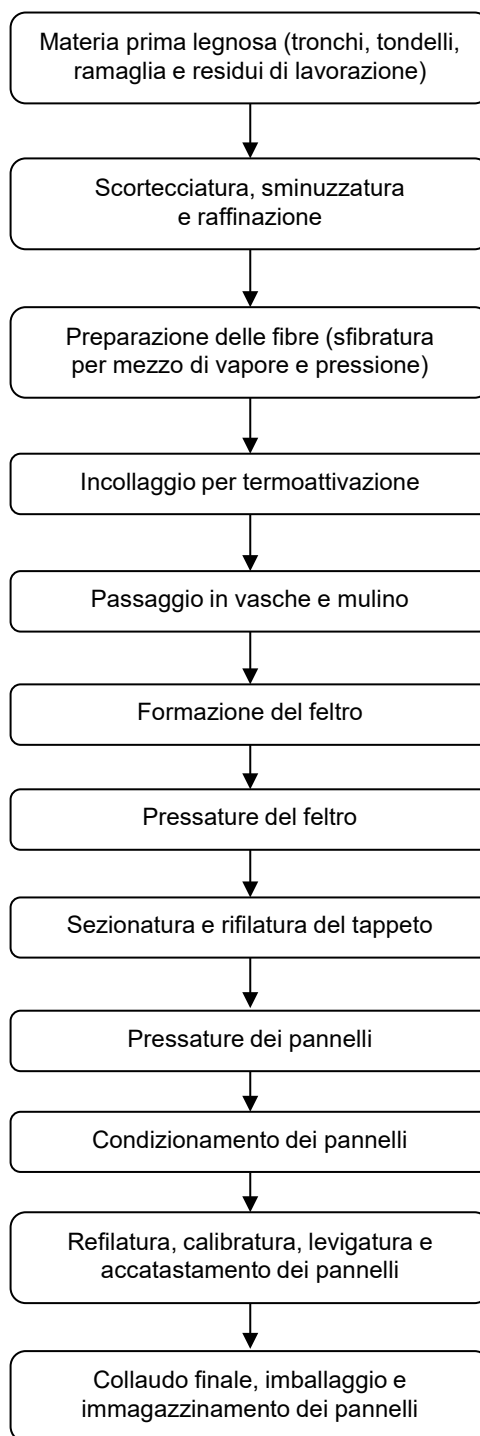 Materia prima legnosa (tronchi, tondelli,
ramaglia e residui di lavorazione)
Scortecciatura, sminuzzatura
e raffinazione
Preparazione delle fibre (sfibratura
per mezzo di vapore e pressione)
Incollaggio per termoattivazione
Passaggio in vasche e mulino
Formazione del feltro
Pressature del feltro
Sezionatura e rifilatura del tappeto
Pressature dei pannelli
Condizionamento dei pannelli
Refilatura, calibratura, levigatura e
accatastamento dei pannelli
Collaudo finale, imballaggio e
immagazzinamento dei pannelli